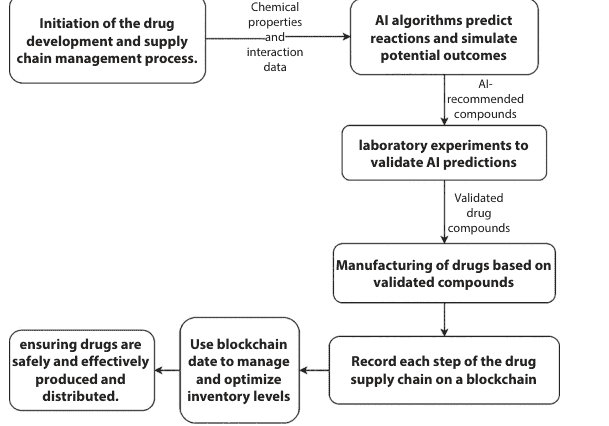 Initiation of the drug
development and supply
chain management process.
Chemical
properties
and
interaction
data
AI algorithms predict
reactions and simulate
potential outcomes
AI-
recommended
compounds
laboratory experiments to
validate AI predictions
Validated
drug
compounds
Manufacturing of drugs based on
validated compounds
Record each step of the drug
supply chain on a blockchain
Use blockchain
date to manage
and optimize
inventory levels
ensuring drugs are
safely and effectively
produced and
distributed.